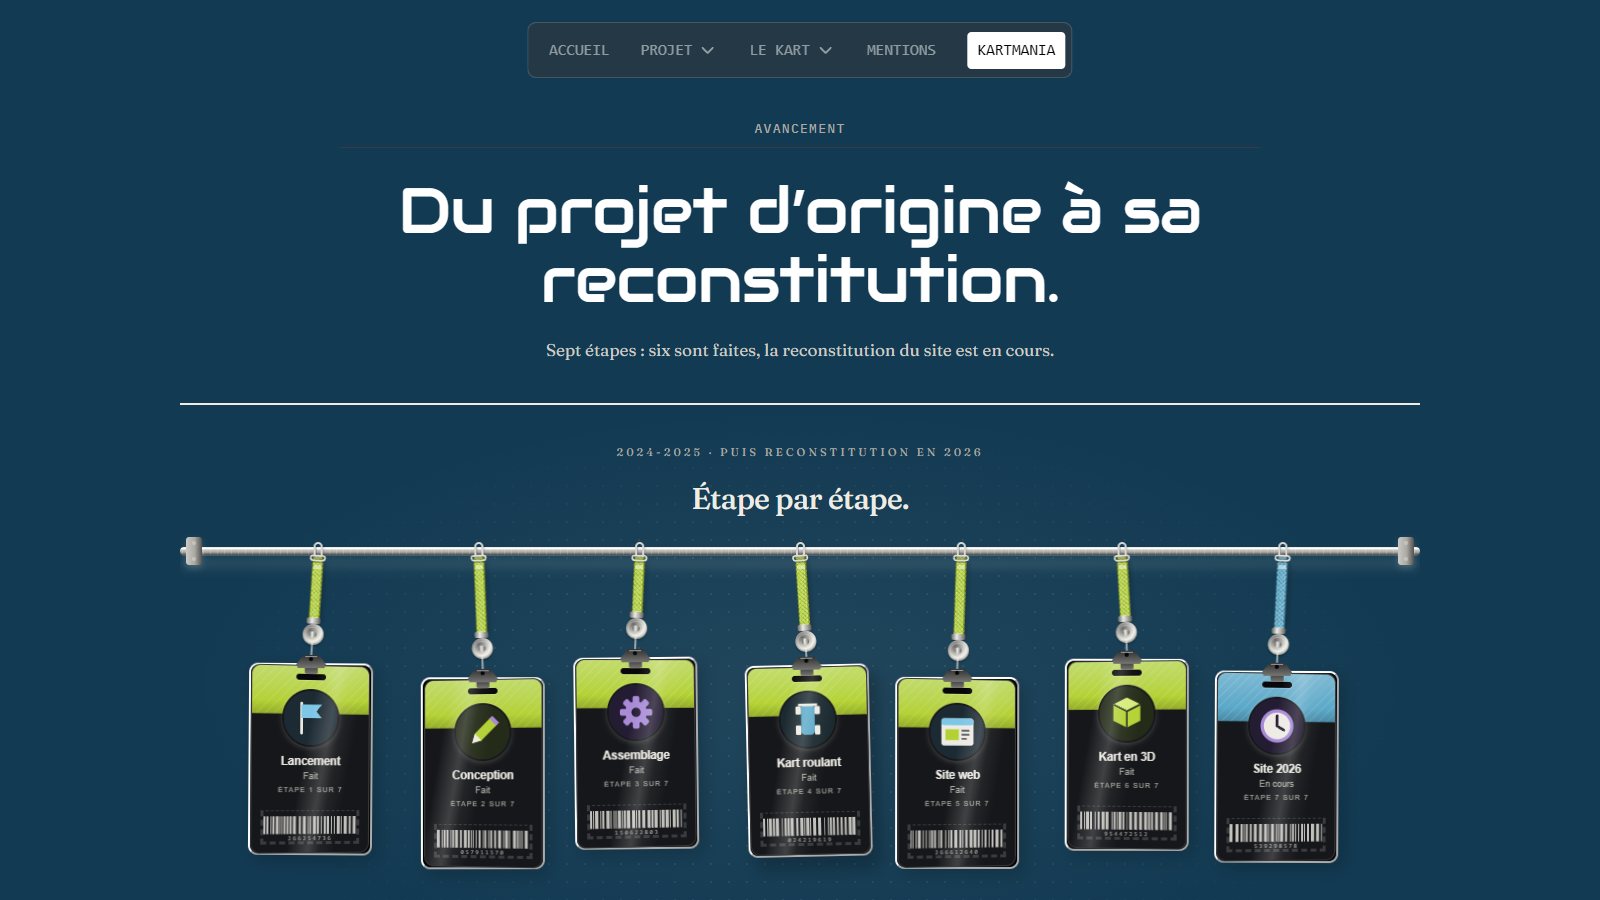 ACCUEIL PROJET LE KART MENTIONS KARTMANIA
AVANCEMENT
Du projet d’origine à sa
reconstitution.
Sept étapes : six sont faites, la reconstitution du site est en cours.
2024-2025 · PUIS RECONSTITUTION EN 2026
Étape par étape.
Lancement
Fait
ÉTAPE 1 SUR 7
Conception
Fait
ÉTAPE 2 SUR 7
Assemblage
Fait
ÉTAPE 3 SUR 7
Kart roulant
Fait
ÉTAPE 4 SUR 7
Site web
Fait
ÉTAPE 5 SUR 7
Kart en 3D
Fait
ÉTAPE 6 SUR 7
Site 2026
En cours
ÉTAPE 7 SUR 7